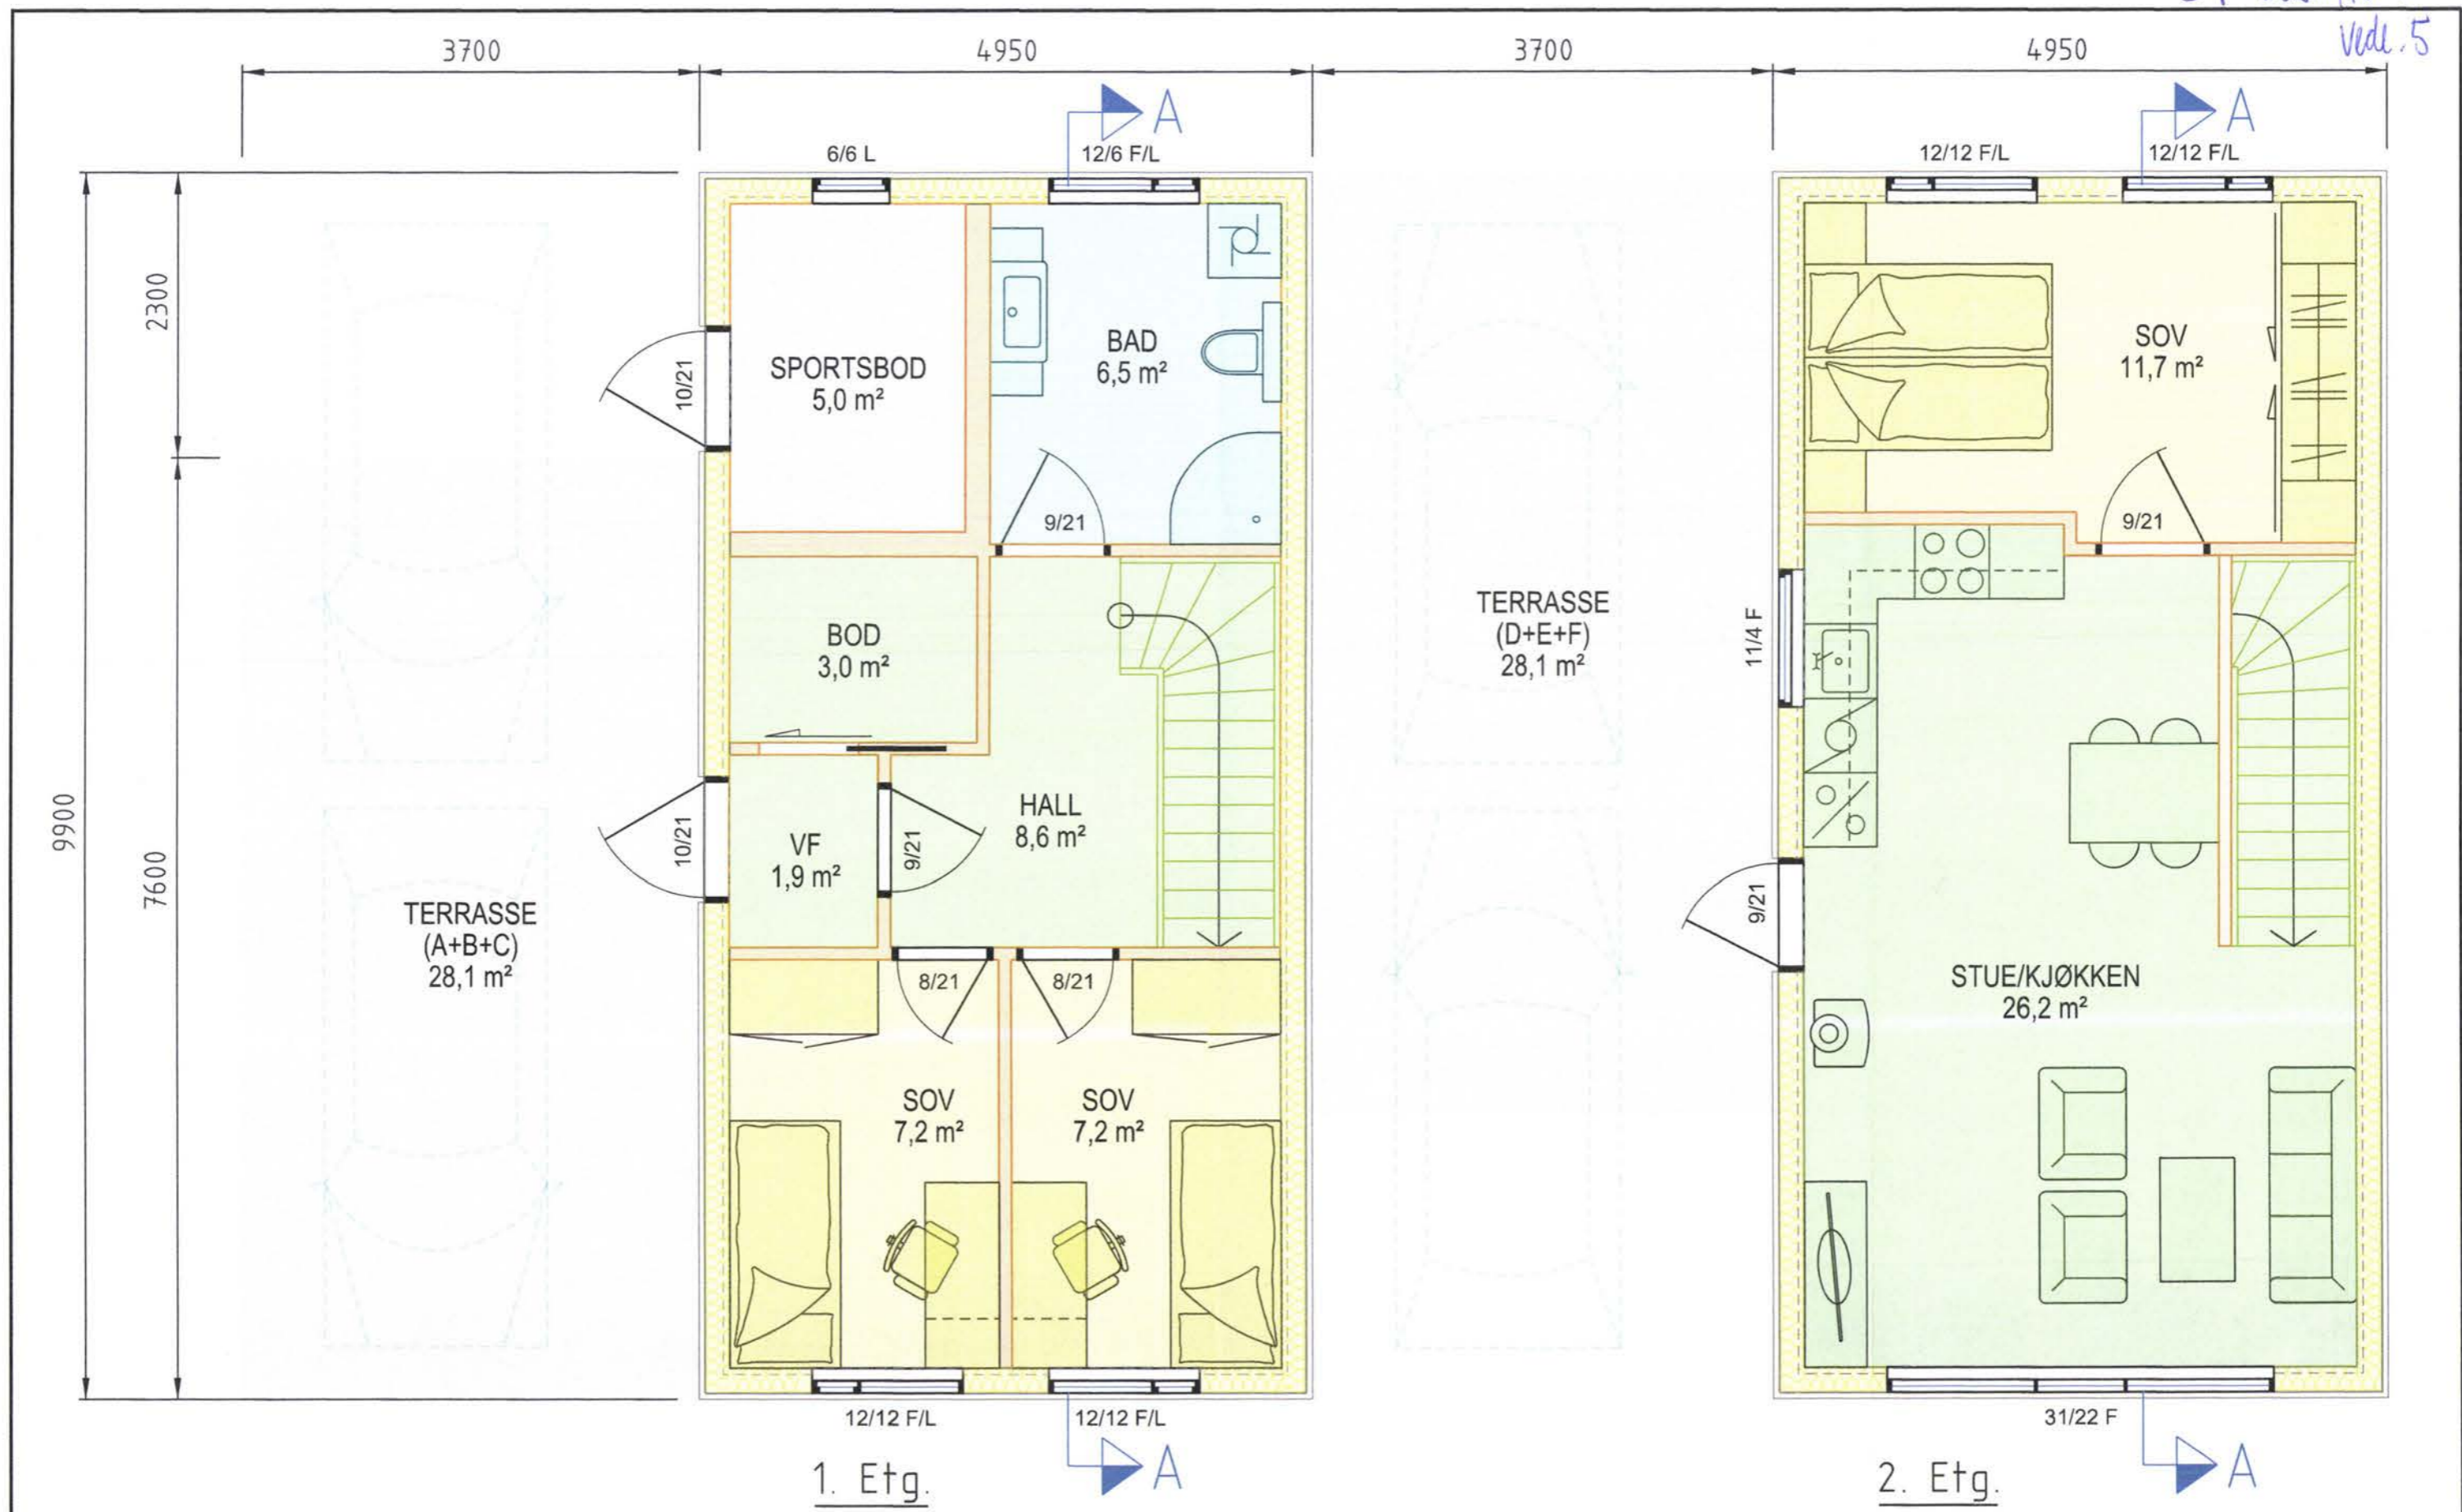 Vedl. 5
3700
4950
3700
4950
A
A
6/6 L
12/6 F/L
12/12 F/L
12/12 F/L
2300
9900
7600
10/21
SPORTSBOD
5,0 m²
BAD
6,5 m²
9/21
SOV
11,7 m²
9/21
BOD
3,0 m²
TERRASSE
(D+E+F)
28,1 m²
11/4 F
10/21
VF
1,9 m²
9/21
HALL
8,6 m²
TERRASSE
(A+B+C)
28,1 m²
9/21
8/21
8/21
STUE/KJØKKEN
26,2 m²
SOV
7,2 m²
SOV
7,2 m²
12/12 F/L
12/12 F/L
31/22 F
A
A
1. Etg.
2. Etg.